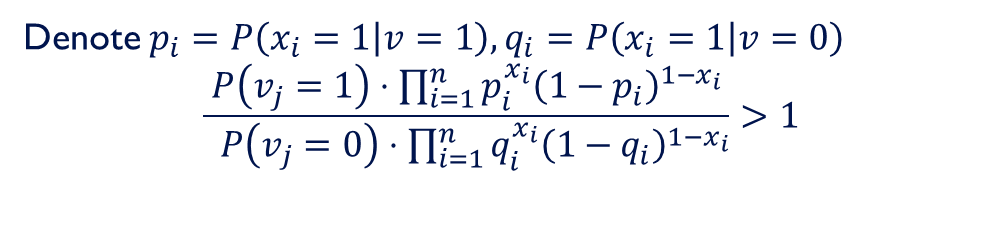 Denote p_i = P(x_i = 1|v = 1), q_i = P(x_i = 1|v = 0)
P(v_j = 1) · ∏_{i=1}^{n} p_i^{x_i}(1 − p_i)^{1−x_i}
P(v_j = 0) · ∏_{i=1}^{n} q_i^{x_i}(1 − q_i)^{1−x_i}
> 1